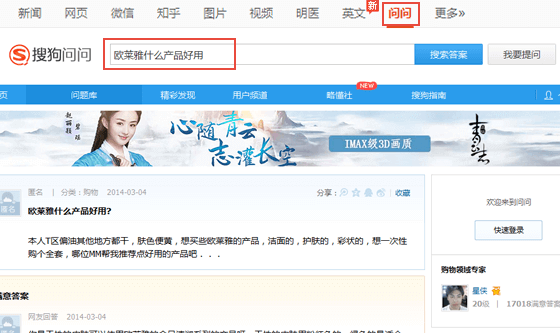 新闻 网页 微信 知乎 图片 视频 明医 英文 新 问问 更多»
S 搜狗问问 欧莱雅什么产品好用 搜索答案 我要提问
页 问题库 精彩发现 用户频道 略懂社 NEW 搜狗指南
赵丽颖 心随青云
志灌长空
IMAX级3D画质
青云志
匿名 | 分类:购物 2014-03-04 分享: 收藏
匿名
欧莱雅什么产品好用?
本人T区偏油其他地方都干,肤色便黄,想买些欧莱雅的产品,洁面的,护肤的,彩状的,想一次性
购个全套,哪位MM帮我推荐点好用的产品吧...
欢迎来到问问
快速登录
购物领域专家
星侠
20级 | 17018满意答案
满意答案
网友回答 2014-03-04